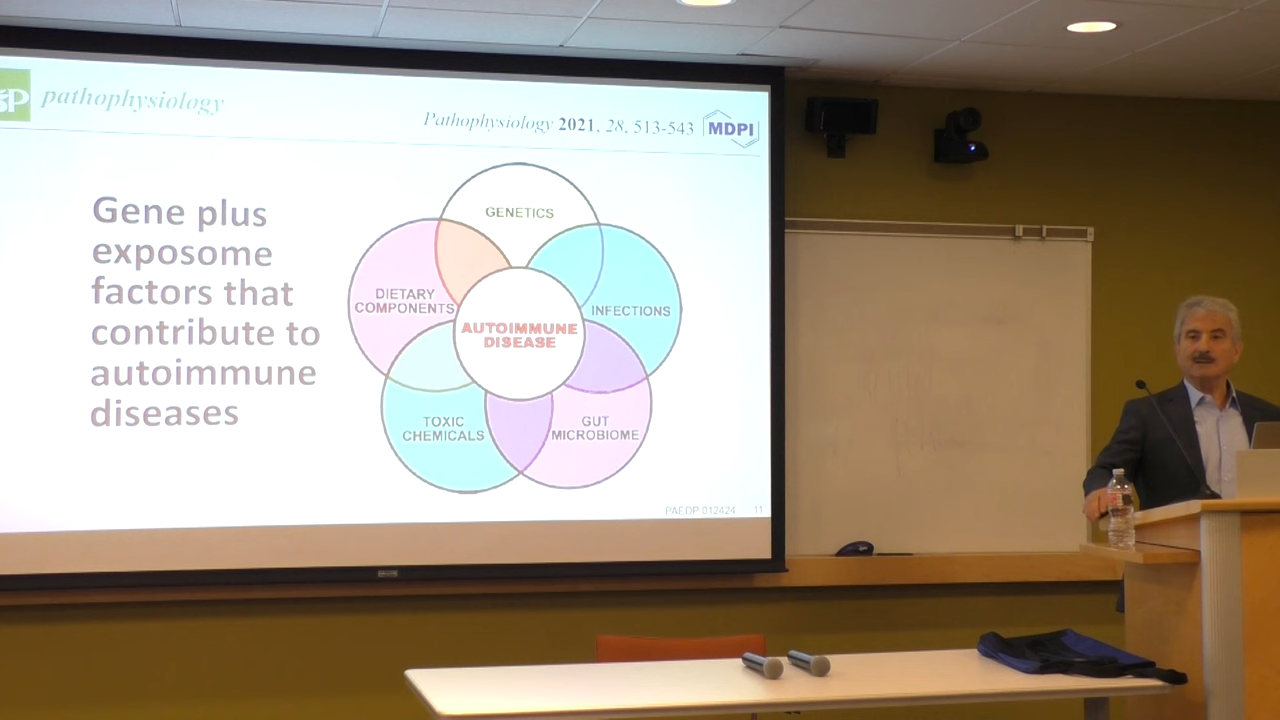 pathophysiology
Pathophysiology 2021, 28, 513-543
MDPI
Gene plus
exposome
factors that
contribute to
autoimmune
diseases
GENETICS
DIETARY
COMPONENTS
INFECTIONS
AUTOIMMUNE
DISEASE
TOXIC
CHEMICALS
GUT
MICROBIOME
PAEDP 012424 11